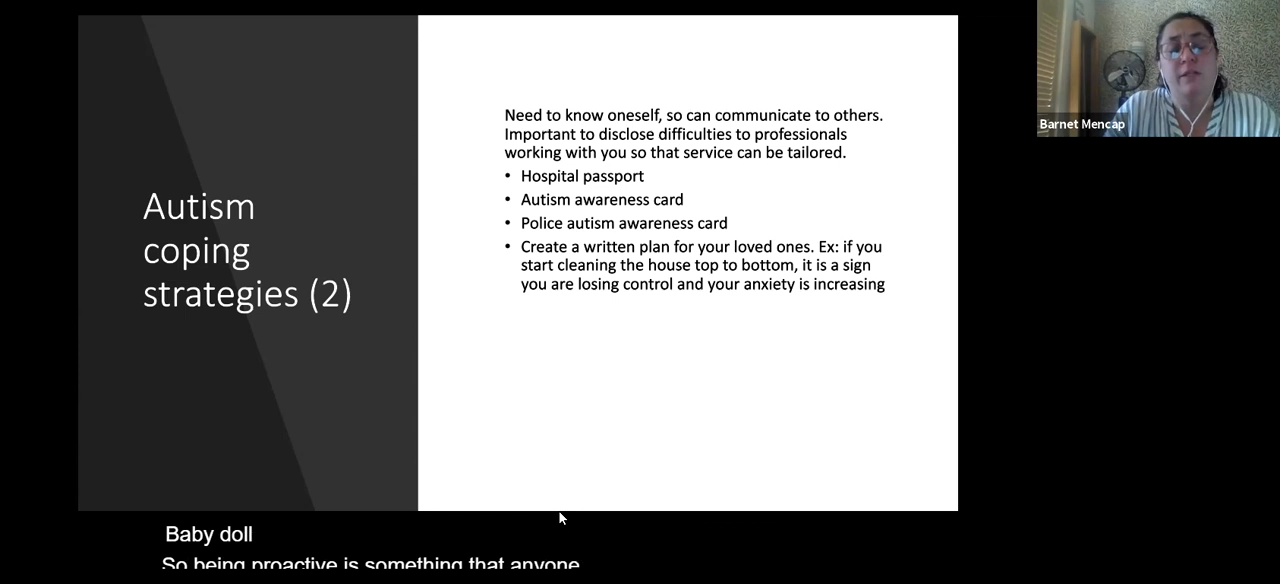 Autism
coping
strategies (2)
Need to know oneself, so can communicate to others.
Important to disclose difficulties to professionals
working with you so that service can be tailored.
• Hospital passport
• Autism awareness card
• Police autism awareness card
• Create a written plan for your loved ones. Ex: if you
start cleaning the house top to bottom, it is a sign
you are losing control and your anxiety is increasing
Barnet Mencap
Baby doll
So being proactive is something that anyone